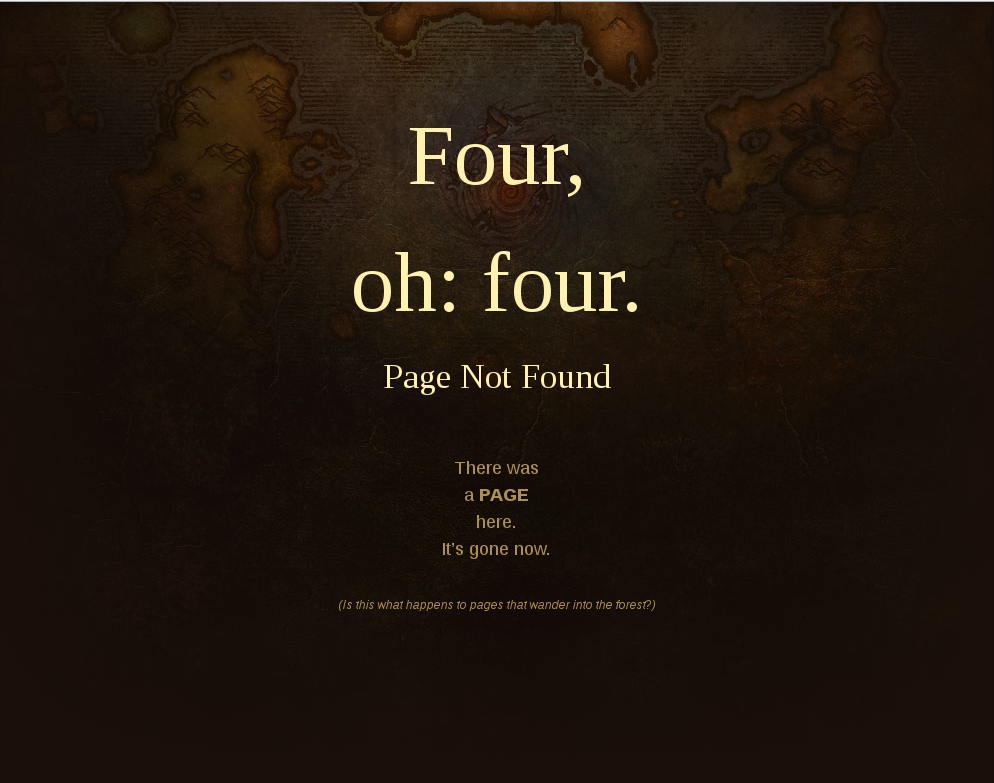 Four,
oh: four.
Page Not Found
There was
a PAGE
here.
It's gone now.
(Is this what happens to pages that wander into the forest?)